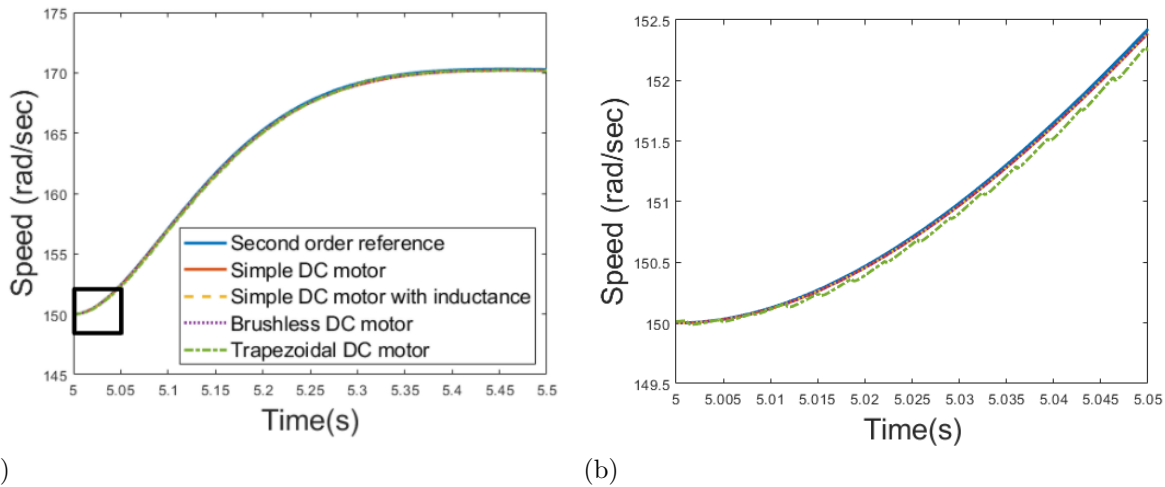 175
170
165
160
155
150
145
Speed (rad/sec)
Second order reference
Simple DC motor
Simple DC motor with inductance
Brushless DC motor
Trapezoidal DC motor
5 5.05 5.1 5.15 5.2 5.25 5.3 5.35 5.4 5.45 5.5
Time(s)
)
152.5
152
151.5
151
150.5
150
149.5
Speed (rad/sec)
5 5.005 5.01 5.015 5.02 5.025 5.03 5.035 5.04 5.045 5.05
Time(s)
(b)